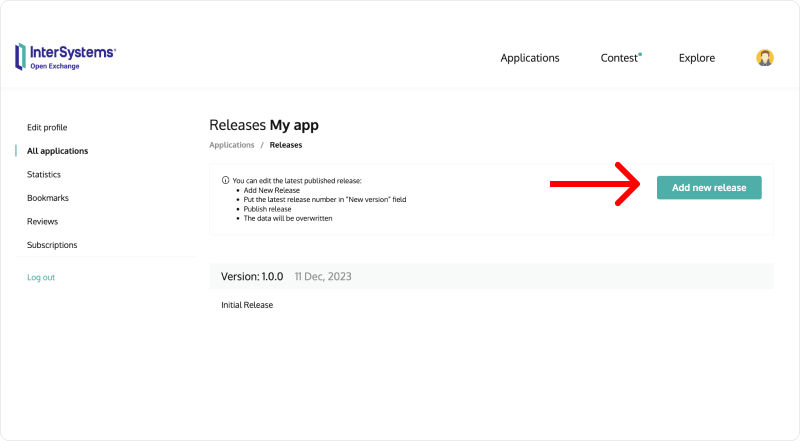 InterSystems®
Open Exchange
Applications
Contest
Explore
Edit profile
All applications
Statistics
Bookmarks
Reviews
Subscriptions
Log out
Releases My app
Applications / Releases
You can edit the latest published release:
• Add New Release
• Put the latest release number in "New version" field
• Publish release
• The data will be overwritten
Add new release
Version: 1.0.0 11 Dec, 2023
Initial Release